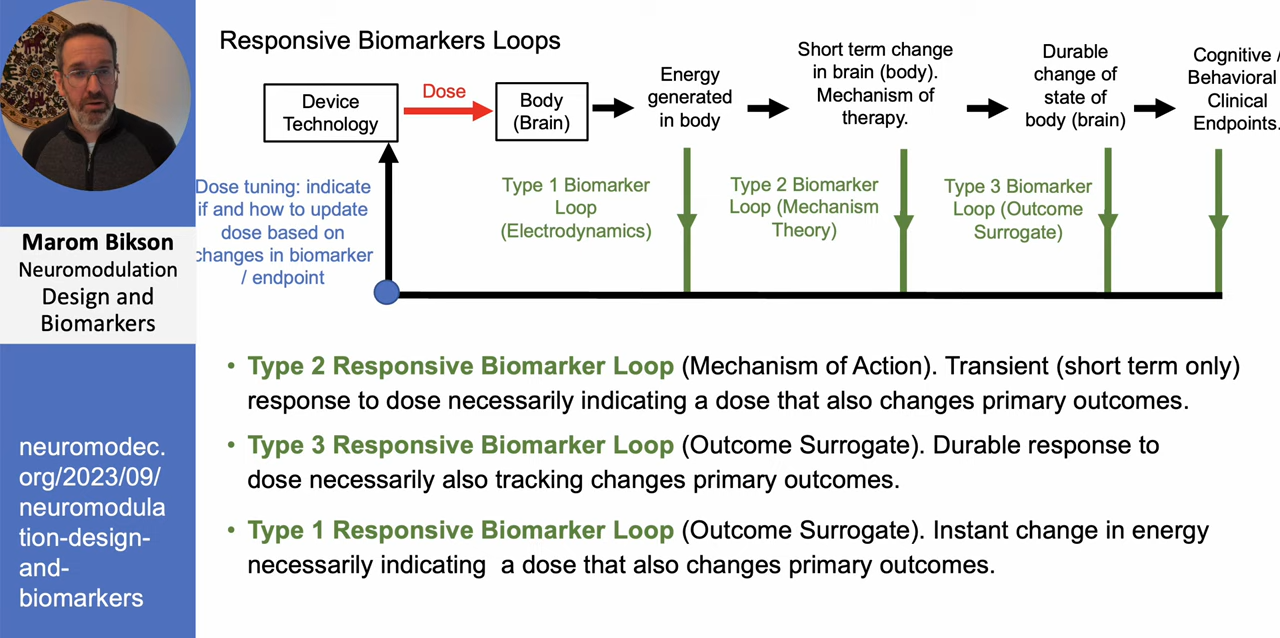 Responsive Biomarkers Loops
Device
Technology
Dose
Body
(Brain)
Energy
generated
in body
Short term change
in brain (body).
Mechanism of
therapy.
Durable
change of
state of
body (brain)
Cognitive /
Behavioral
Clinical
Endpoints.
Dose tuning: indicate
if and how to update
dose based on
changes in biomarker
/ endpoint
Type 1 Biomarker
Loop
(Electrodynamics)
Type 2 Biomarker
Loop (Mechanism
Theory)
Type 3 Biomarker
Loop (Outcome
Surrogate)
Marom Bikson
Neuromodulation
Design and
Biomarkers
neuromodec.
org/2023/09/
neuromodula
tion-design-
and-
biomarkers
• Type 2 Responsive Biomarker Loop (Mechanism of Action). Transient (short term only)
response to dose necessarily indicating a dose that also changes primary outcomes.
• Type 3 Responsive Biomarker Loop (Outcome Surrogate). Durable response to
dose necessarily also tracking changes primary outcomes.
• Type 1 Responsive Biomarker Loop (Outcome Surrogate). Instant change in energy
necessarily indicating a dose that also changes primary outcomes.